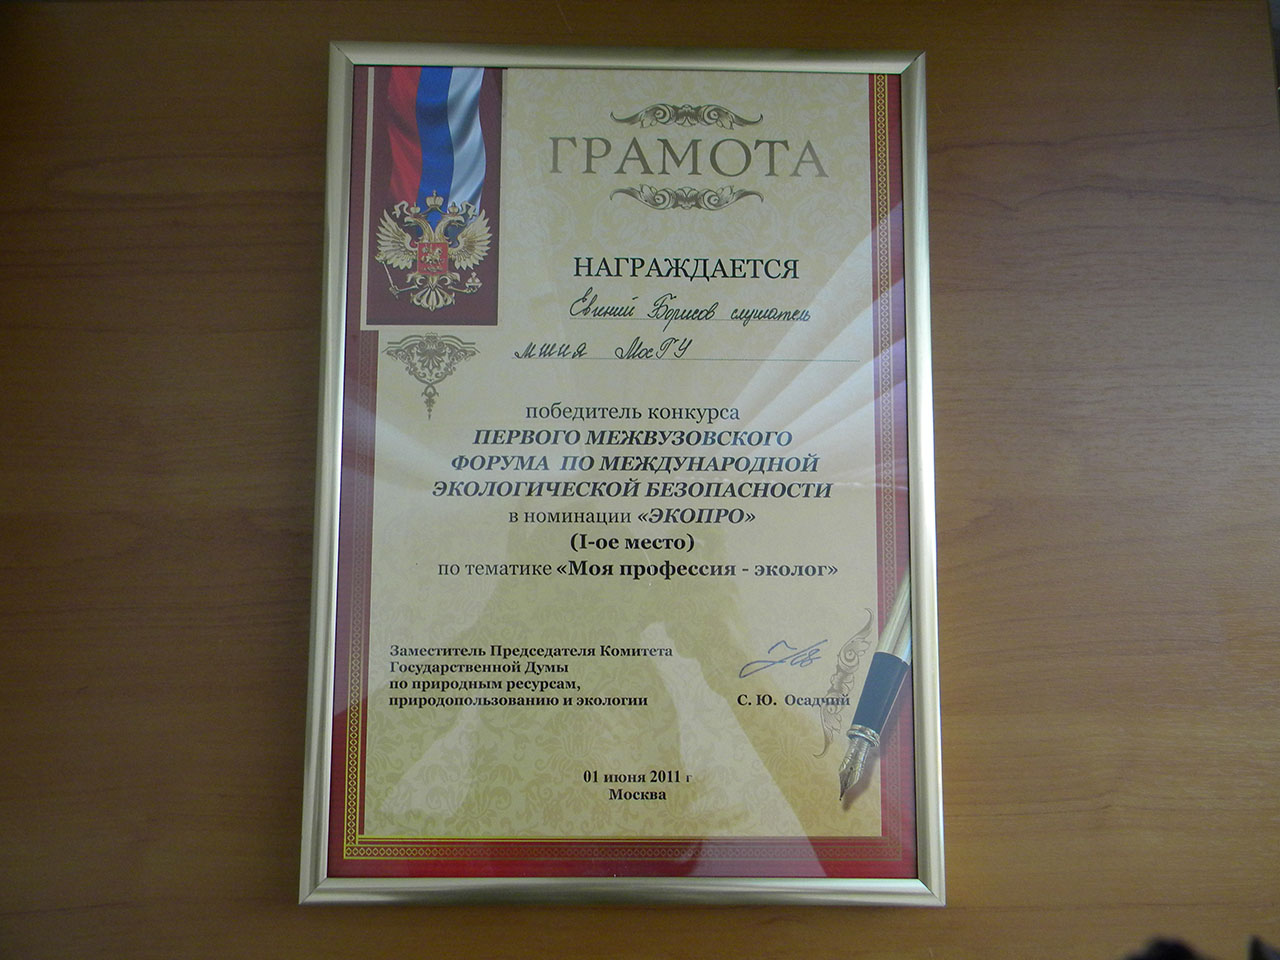 ГРАМОТА
НАГРАЖДАЕТСЯ
Евгений Борисов слушатель
МШИЯ МосГУ
победитель конкурса
ПЕРВОГО МЕЖВУЗОВСКОГО
ФОРУМА ПО МЕЖДУНАРОДНОЙ
ЭКОЛОГИЧЕСКОЙ БЕЗОПАСНОСТИ
в номинации «ЭКОПРО»
(I-ое место)
по тематике «Моя профессия - эколог»
Заместитель Председателя Комитета
Государственной Думы
по природным ресурсам,
природопользованию и экологии
С. Ю. Осадчий
01 июня 2011 г
Москва